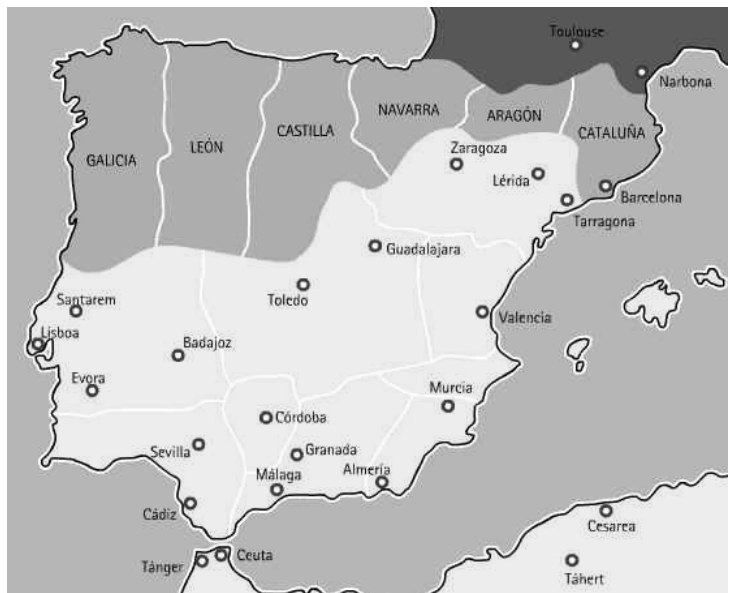 Toulouse
Narbona
GALICIA
LEÓN
CASTILLA
NAVARRA
ARAGÓN
CATALUÑA
Zaragoza
Lérida
Barcelona
Tarragona
Guadalajara
Toledo
Santarem
Valencia
Lisboa
Badajoz
Evora
Murcia
Córdoba
Sevilla
Granada
Málaga
Almería
Cádiz
Cesarea
Ceuta
Tánger
Táhert